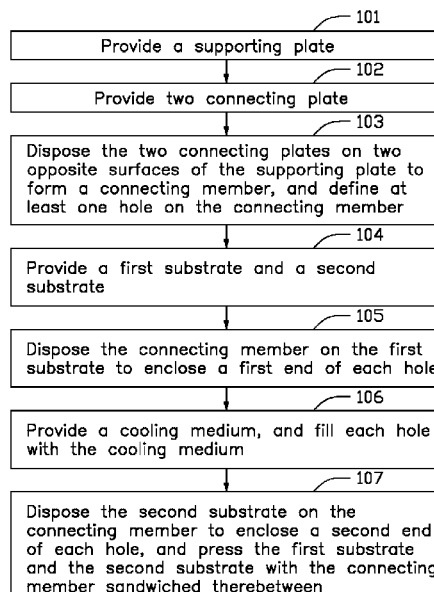 101
Provide a supporting plate
102
Provide two connecting plate
103
Dispose the two connecting plates on two
opposite surfaces of the supporting plate to
form a connecting member, and define at
least one hole on the connecting member
104
Provide a first substrate and a second
substrate
105
Dispose the connecting member on the first
substrate to enclose a first end of each hole
106
Provide a cooling medium, and fill each hole
with the cooling medium
107
Dispose the second substrate on the
connecting member to enclose a second end
of each hole, and press the first substrate
and the second substrate with the connecting
member sandwiched therebetween